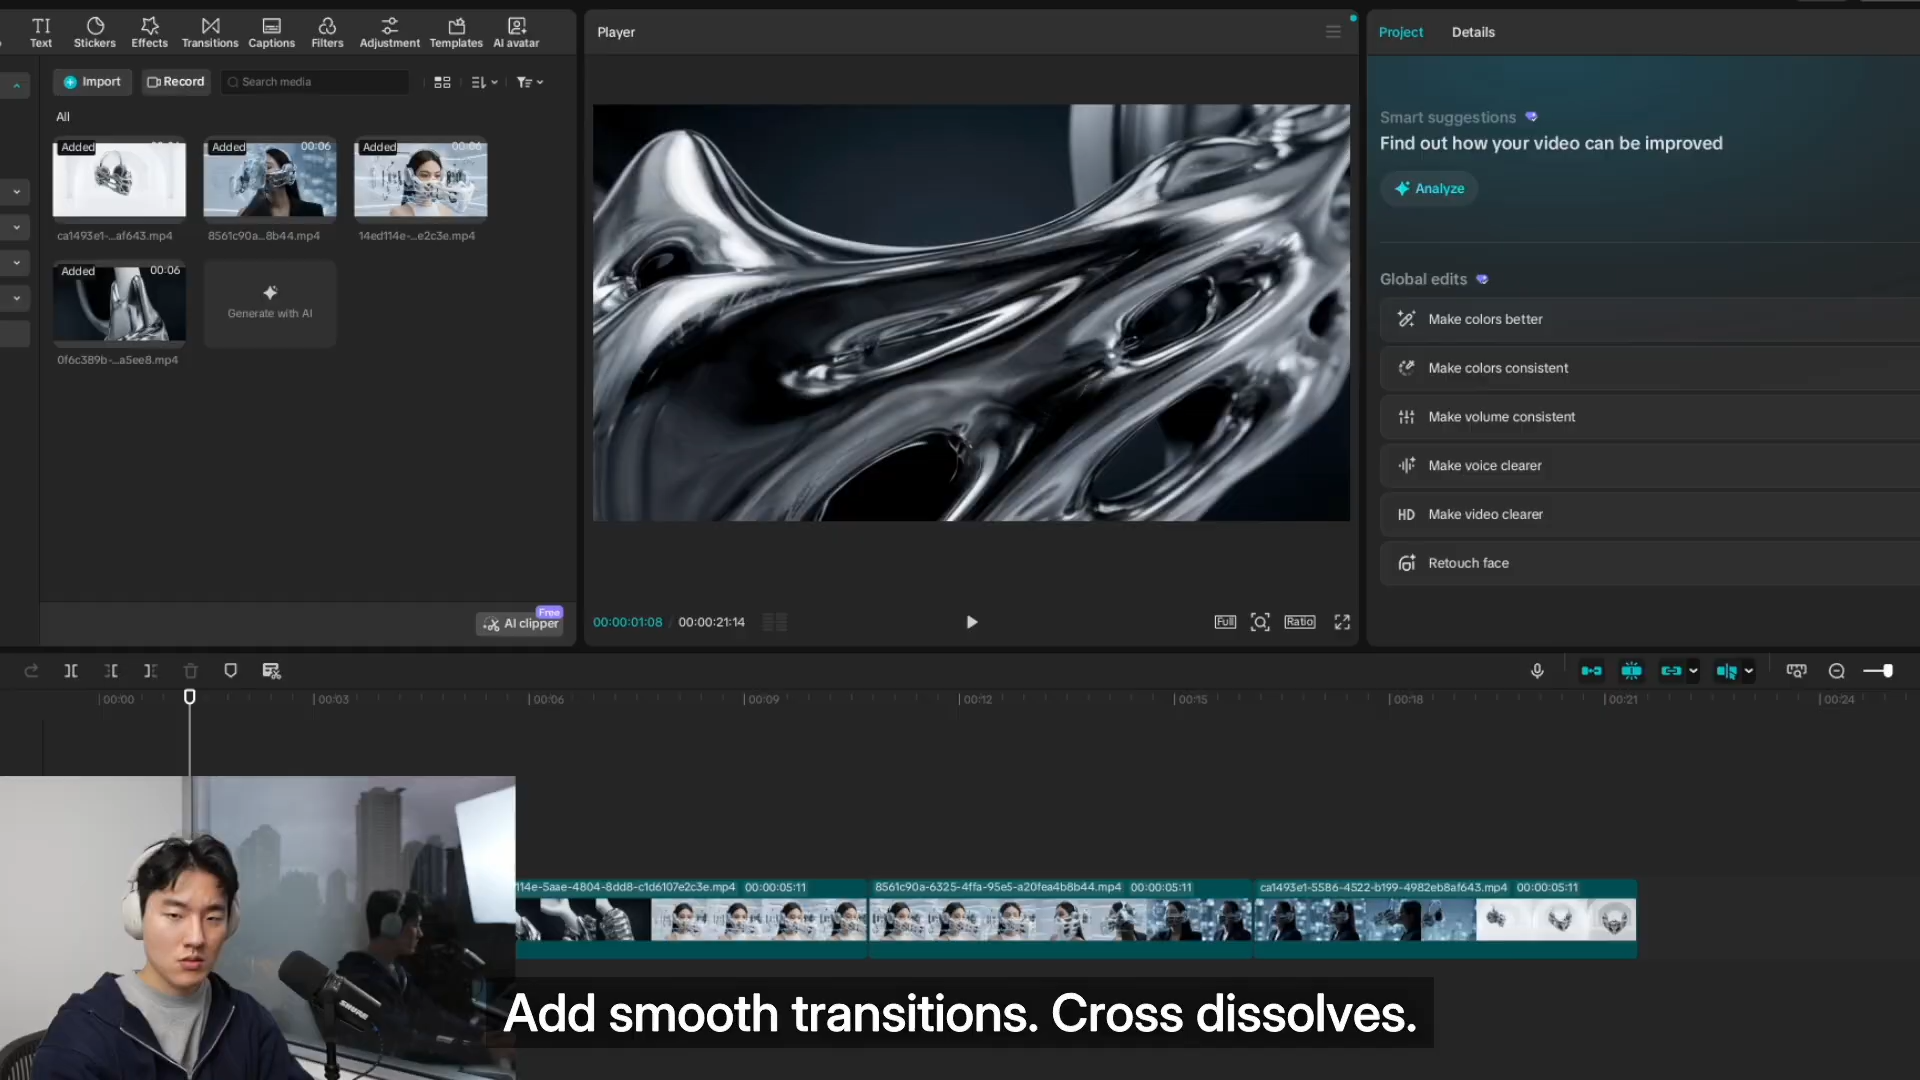 Text
Stickers
Effects
Transitions
Captions
Filters
Adjustment
Templates
AI avatar
Import
Record
Search media
All
Added
Added
00:06
Added
00:06
ca1493e1-...af643.mp4
8561c90a...8b44.mp4
14ed114e-...e2c3e.mp4
Added
00:06
Generate with AI
0f6c389b-...a5ee8.mp4
Free
AI clipper
Player
00:00:01:08
00:00:21:14
Full
Ratio
Project
Details
Smart suggestions
Find out how your video can be improved
Analyze
Global edits
Make colors better
Make colors consistent
Make volume consistent
Make voice clearer
HD Make video clearer
Retouch face
00:00
00:03
00:06
00:09
00:12
00:15
00:18
00:21
00:24
114e-5aae-4804-8dd8-c1d6107e2c3e.mp4 00:00:05:11
8561c90a-6325-4ffa-95e5-a20fea4b8b44.mp4 00:00:05:11
ca1493e1-5586-4522-b199-4982eb8af643.mp4 00:00:05:11
SHURE
Add smooth transitions. Cross dissolves.